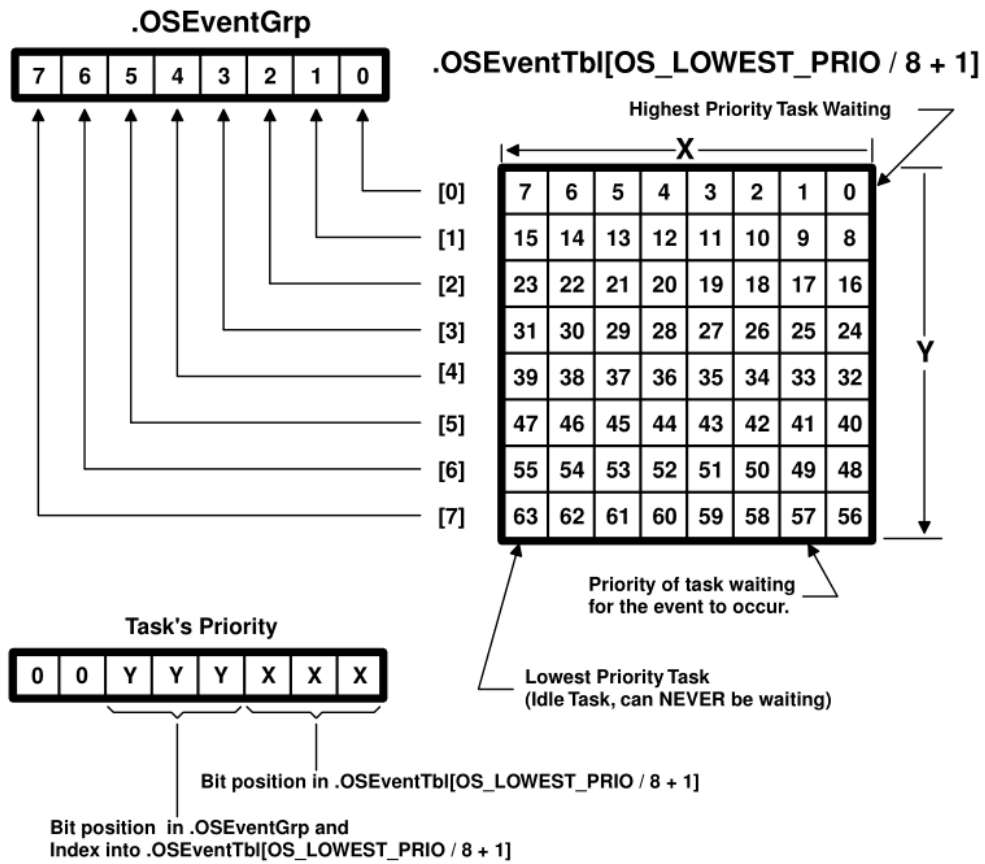 .OSEventGrp
7 6 5 4 3 2 1 0
.OSEventTbl[OS_LOWEST_PRIO / 8 + 1]
Highest Priority Task Waiting
X
[0] 7 6 5 4 3 2 1 0
[1] 15 14 13 12 11 10 9 8
[2] 23 22 21 20 19 18 17 16
[3] 31 30 29 28 27 26 25 24
[4] 39 38 37 36 35 34 33 32
Y
[5] 47 46 45 44 43 42 41 40
[6] 55 54 53 52 51 50 49 48
[7] 63 62 61 60 59 58 57 56
Priority of task waiting
for the event to occur.
Lowest Priority Task
(Idle Task, can NEVER be waiting)
Task's Priority
0 0 Y Y Y X X X
Bit position in .OSEventTbl[OS_LOWEST_PRIO / 8 + 1]
Bit position in .OSEventGrp and
Index into .OSEventTbl[OS_LOWEST_PRIO / 8 + 1]